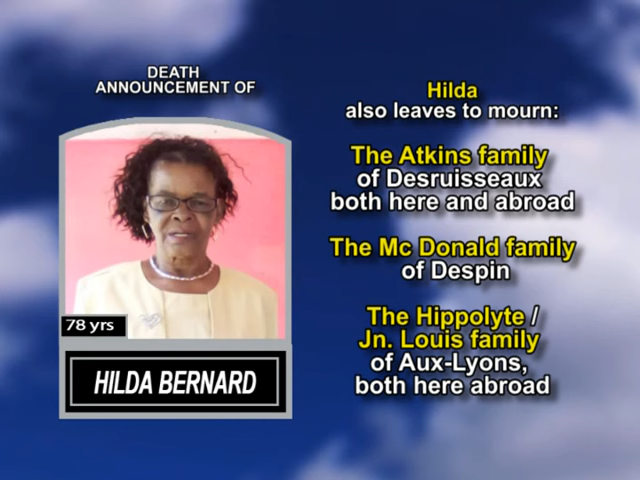 DEATH
ANNOUNCEMENT OF
78 yrs
HILDA BERNARD
Hilda
also leaves to mourn:
The Atkins family
of Desruisseaux
both here and abroad
The Mc Donald family
of Despin
The Hippolyte /
Jn. Louis family
of Aux-Lyons,
both here abroad